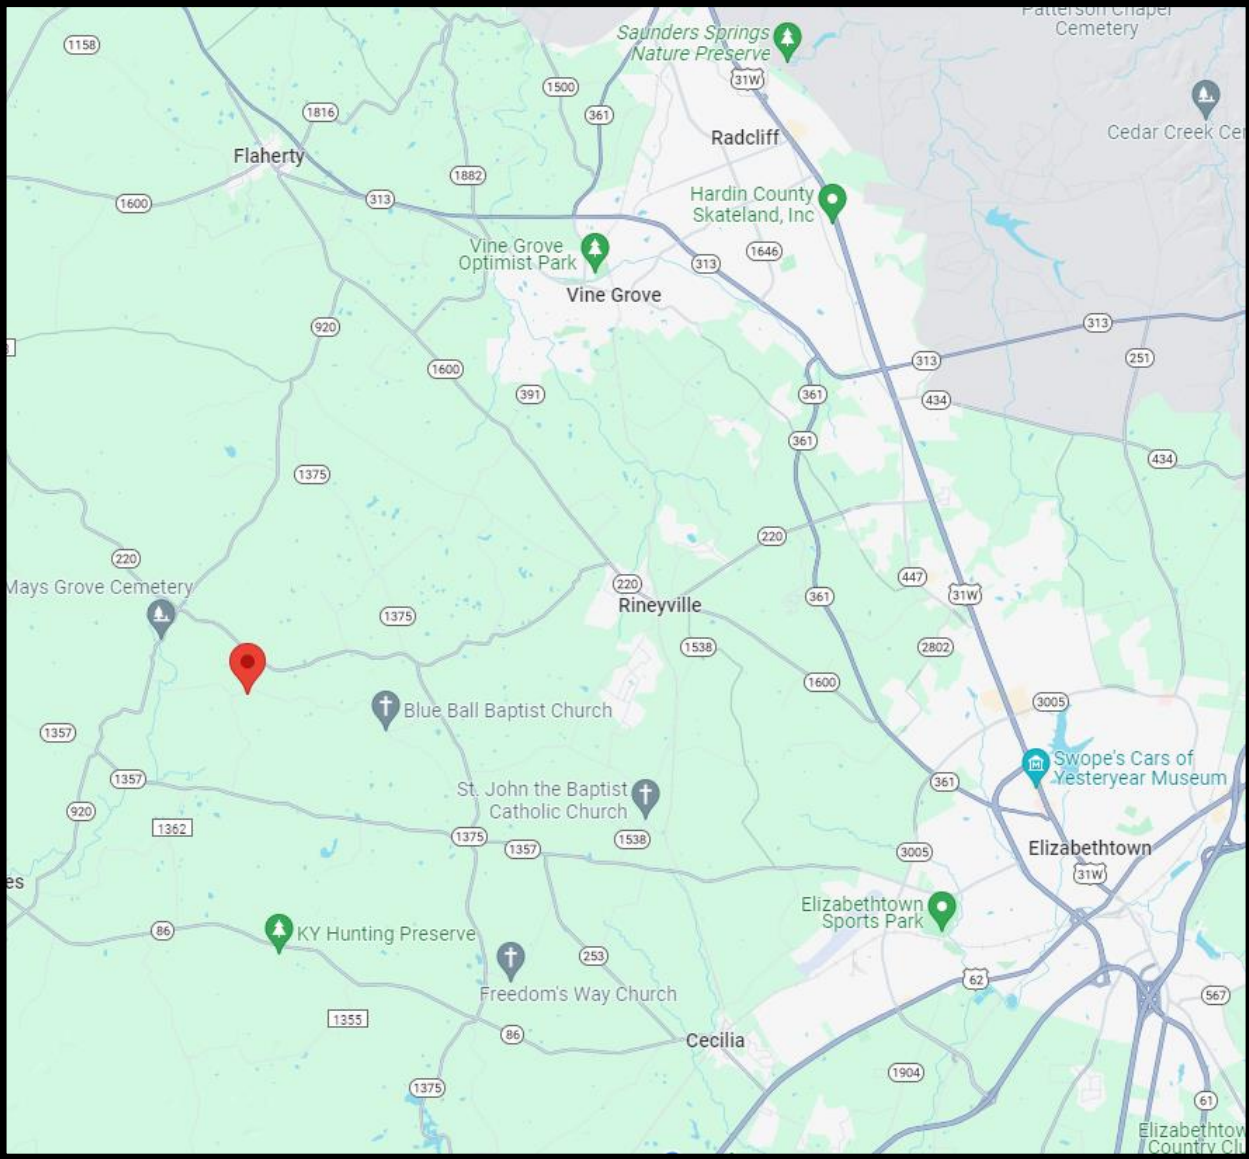 Patterson Chapel
Cemetery
Saunders Springs
Nature Preserve
1158
31W
1500
1816
361
Radcliff
Cedar Creek Cer
Flaherty
1882
1600
313
Hardin County
Skateland, Inc
Vine Grove
Optimist Park
1646
313
Vine Grove
920
313
251
313
1600
391
361
434
361
434
1375
220
220
447
Mays Grove Cemetery
220
31W
361
Rineyville
1375
1538
2802
1600
3005
Blue Ball Baptist Church
1357
Swope's Cars of
Yesteryear Museum
1357
361
St. John the Baptist
Catholic Church
920
1362
1375
1538
1357
3005
Elizabethtown
31W
es
Elizabethtown
Sports Park
86
KY Hunting Preserve
253
62
Freedom's Way Church
567
1355
86
Cecilia
1904
1375
61
Elizabethtow
Country Clu